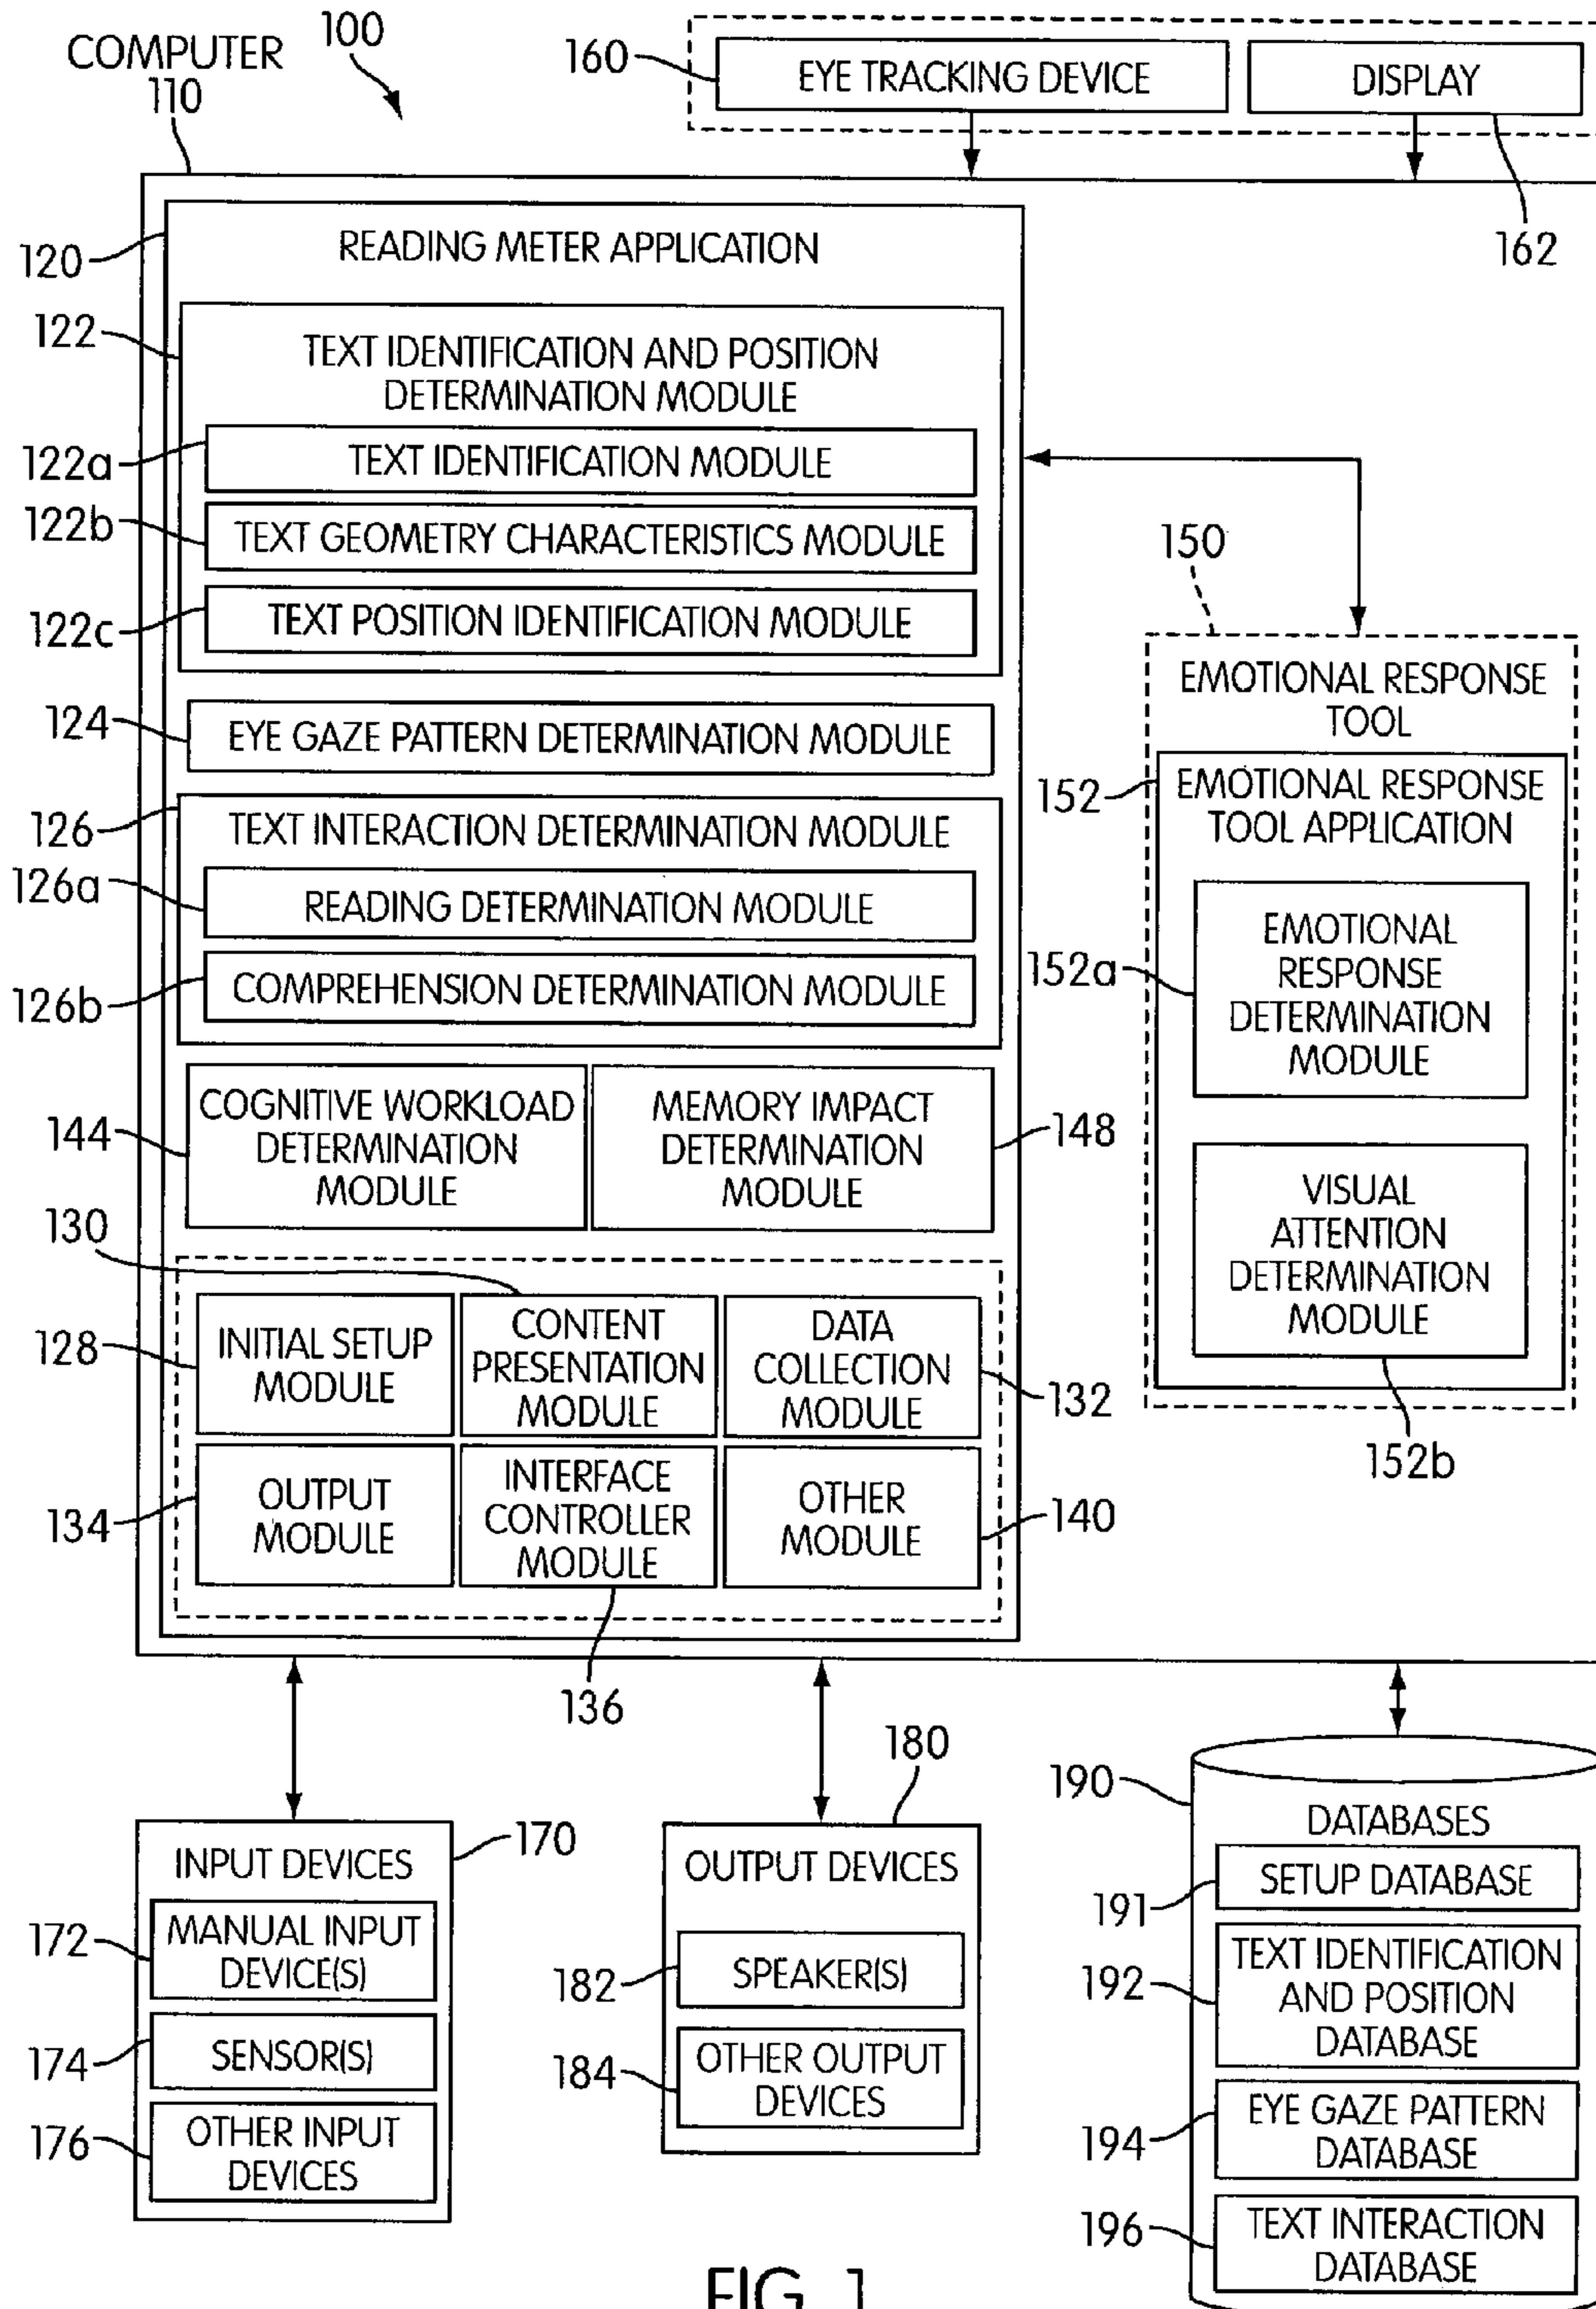 COMPUTER
110
100
160
EYE TRACKING DEVICE
DISPLAY
162
120
READING METER APPLICATION
122
TEXT IDENTIFICATION AND POSITION
DETERMINATION MODULE
122a
TEXT IDENTIFICATION MODULE
122b
TEXT GEOMETRY CHARACTERISTICS MODULE
122c
TEXT POSITION IDENTIFICATION MODULE
124
EYE GAZE PATTERN DETERMINATION MODULE
126
TEXT INTERACTION DETERMINATION MODULE
126a
READING DETERMINATION MODULE
126b
COMPREHENSION DETERMINATION MODULE
144
COGNITIVE WORKLOAD
DETERMINATION
MODULE
MEMORY IMPACT
DETERMINATION
MODULE
148
130
128
INITIAL SETUP
MODULE
CONTENT
PRESENTATION
MODULE
DATA
COLLECTION
MODULE
132
134
OUTPUT
MODULE
INTERFACE
CONTROLLER
MODULE
OTHER
MODULE
140
136
150
EMOTIONAL RESPONSE
TOOL
152
EMOTIONAL RESPONSE
TOOL APPLICATION
152a
EMOTIONAL
RESPONSE
DETERMINATION
MODULE
VISUAL
ATTENTION
DETERMINATION
MODULE
152b
170
INPUT DEVICES
172
MANUAL INPUT
DEVICE(S)
174
SENSOR(S)
176
OTHER INPUT
DEVICES
180
OUTPUT DEVICES
182
SPEAKER(S)
184
OTHER OUTPUT
DEVICES
190
DATABASES
191
SETUP DATABASE
192
TEXT IDENTIFICATION
AND POSITION
DATABASE
194
EYE GAZE PATTERN
DATABASE
196
TEXT INTERACTION
DATABASE
FIG. 1